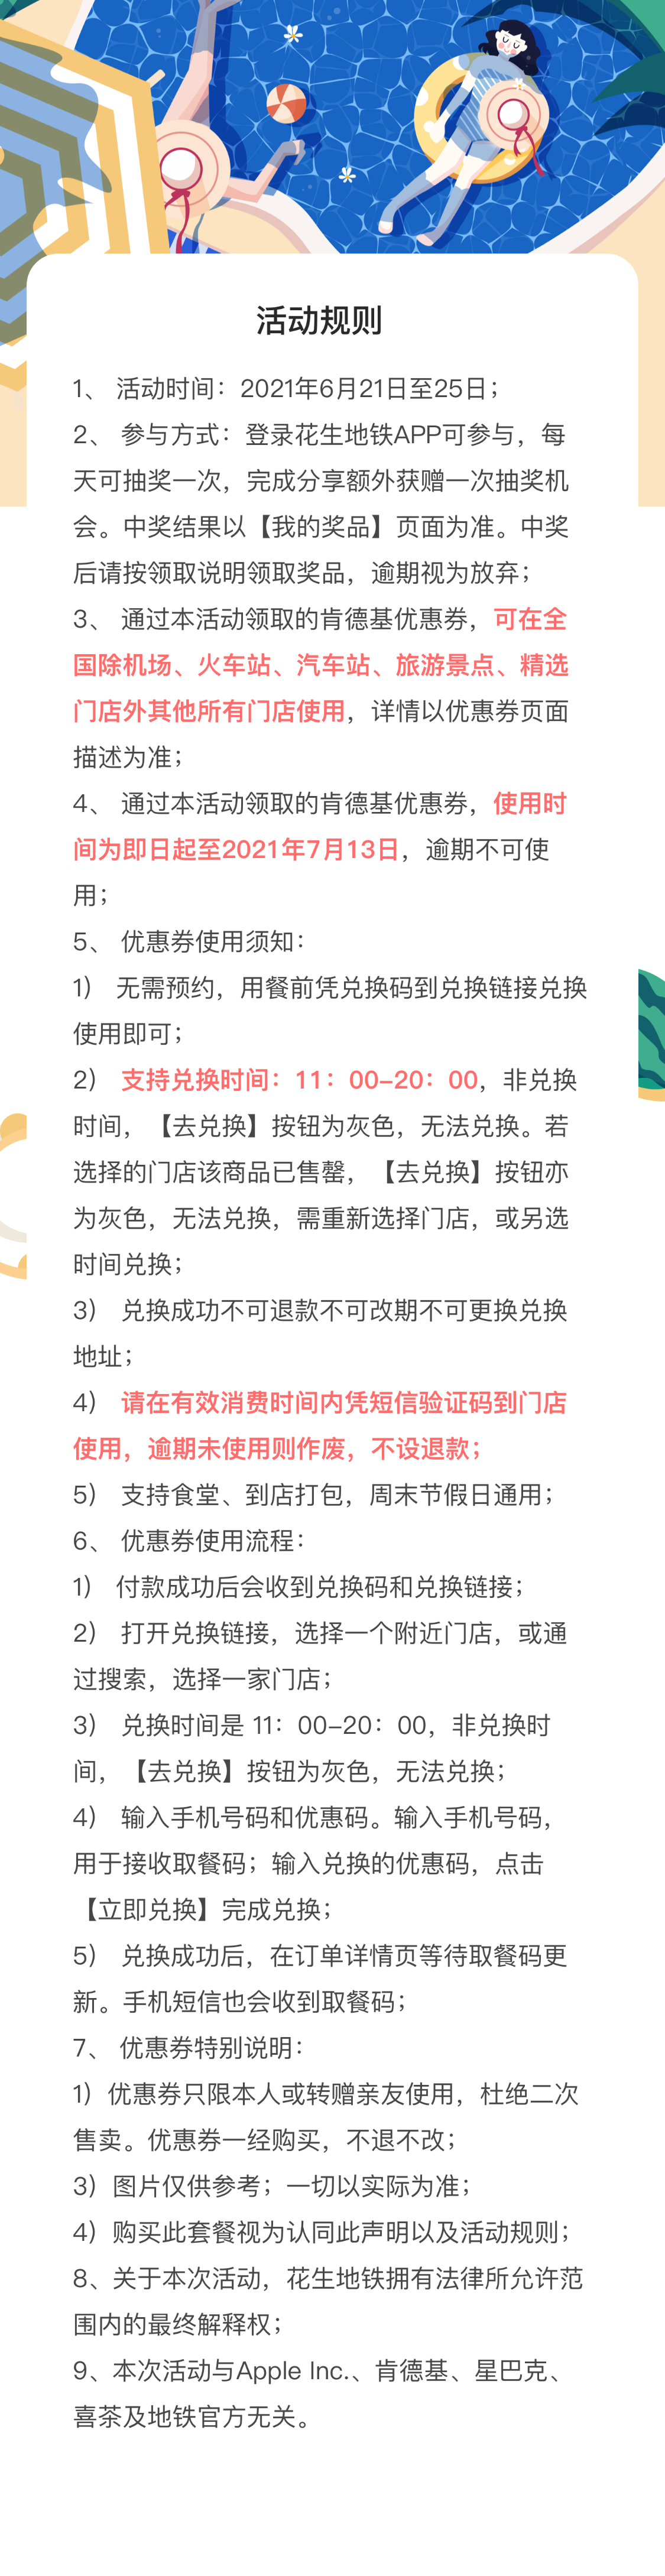 活动规则
1、 活动时间：2021年6月21日至25日；
2、 参与方式：登录花生地铁APP可参与，每
天可抽奖一次，完成分享额外获赠一次抽奖机
会。中奖结果以【我的奖品】页面为准。中奖
后请按领取说明领取奖品，逾期视为放弃；
3、 通过本活动领取的肯德基优惠券，可在全
国除机场、火车站、汽车站、旅游景点、精选
门店外其他所有门店使用，详情以优惠券页面
描述为准；
4、 通过本活动领取的肯德基优惠券，使用时
间为即日起至2021年7月13日，逾期不可使
用；
5、 优惠券使用须知：
1） 无需预约，用餐前凭兑换码到兑换链接兑换
使用即可；
2） 支持兑换时间：11：00-20：00，非兑换
时间，【去兑换】按钮为灰色，无法兑换。若
选择的门店该商品已售罄，【去兑换】按钮亦
为灰色，无法兑换，需重新选择门店，或另选
时间兑换；
3） 兑换成功不可退款不可改期不可更换兑换
地址；
4） 请在有效消费时间内凭短信验证码到门店
使用，逾期未使用则作废，不设退款；
5） 支持食堂、到店打包，周末节假日通用；
6、 优惠券使用流程：
1） 付款成功后会收到兑换码和兑换链接；
2） 打开兑换链接，选择一个附近门店，或通
过搜索，选择一家门店；
3） 兑换时间是 11：00-20：00，非兑换时
间，【去兑换】按钮为灰色，无法兑换；
4） 输入手机号码和优惠码。输入手机号码，
用于接收取餐码；输入兑换的优惠码，点击
【立即兑换】完成兑换；
5） 兑换成功后，在订单详情页等待取餐码更
新。手机短信也会收到取餐码；
7、 优惠券特别说明：
1）优惠券只限本人或转赠亲友使用，杜绝二次
售卖。优惠券一经购买，不退不改；
3）图片仅供参考；一切以实际为准；
4）购买此套餐视为认同此声明以及活动规则；
8、关于本次活动，花生地铁拥有法律所允许范
围内的最终解释权；
9、本次活动与Apple Inc.、肯德基、星巴克、
喜茶及地铁官方无关。